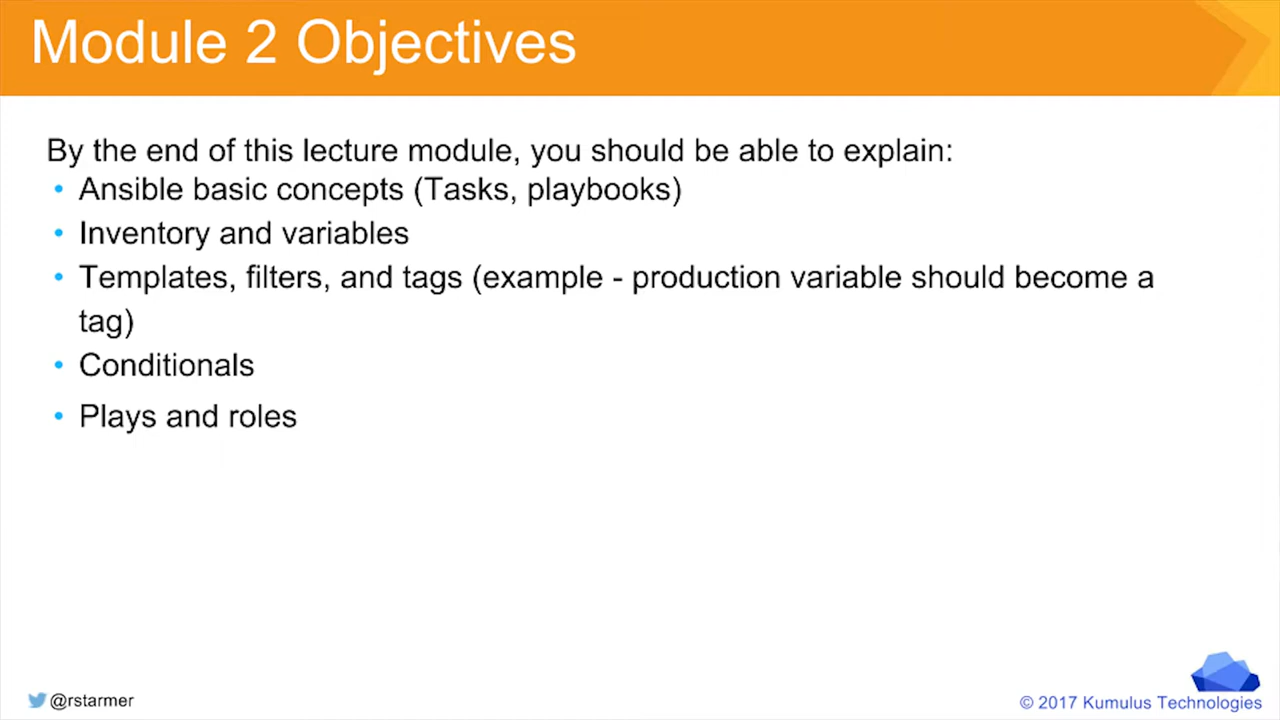 Module 2 Objectives
By the end of this lecture module, you should be able to explain:
• Ansible basic concepts (Tasks, playbooks)
• Inventory and variables
• Templates, filters, and tags (example - production variable should become a
tag)
• Conditionals
• Plays and roles
@rstarmer
© 2017 Kumulus Technologies